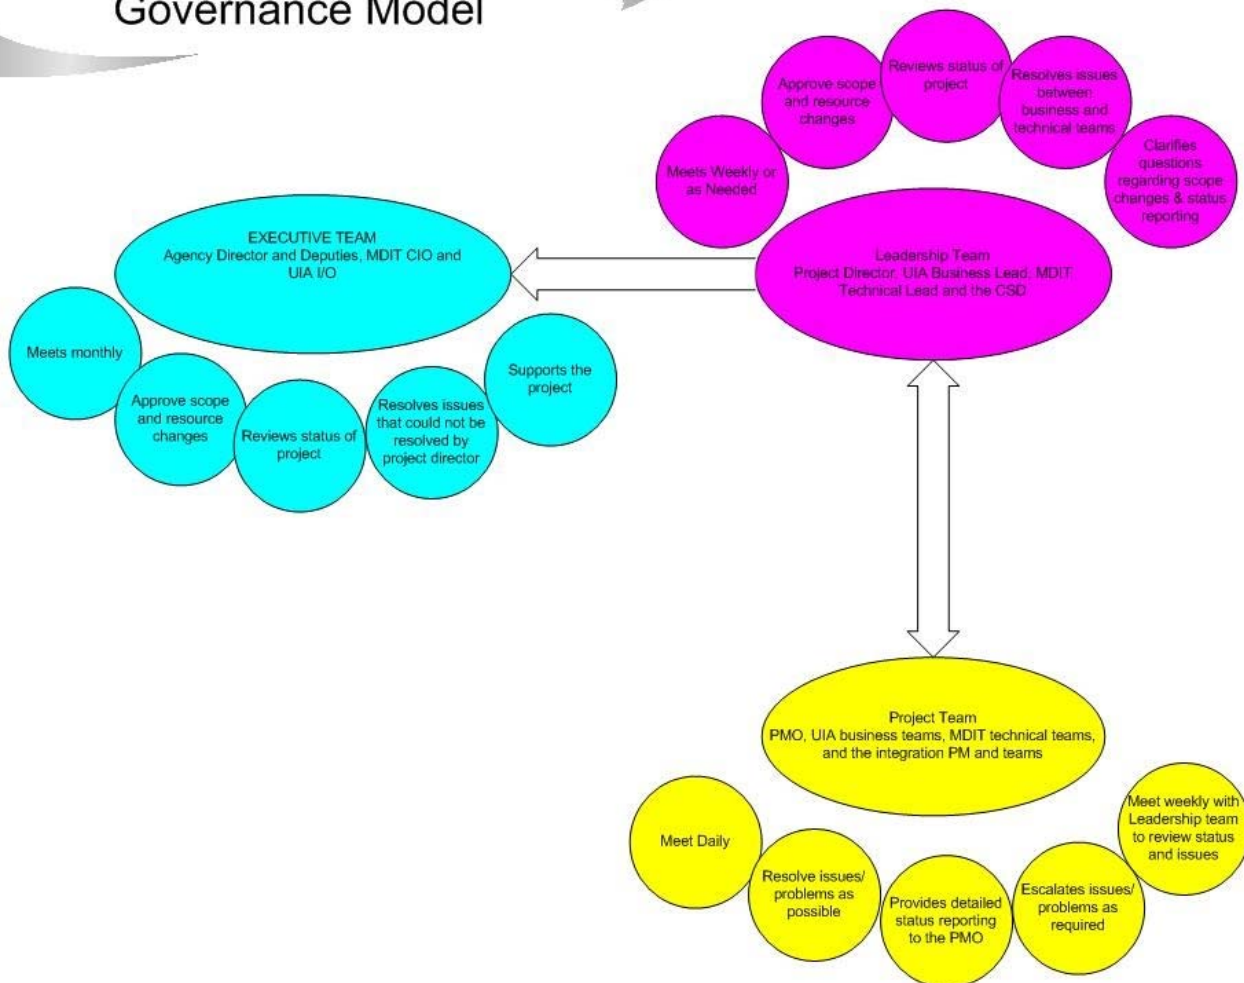 Governance Model
Reviews status of
project
Approve scope
and resource
changes
Resolves issues
between
business and
technical teams
Meets Weekly or
as Needed
Clarifies
questions
regarding scope
changes & status
reporting
EXECUTIVE TEAM
Agency Director and Deputies, MDIT CIO and
UIA I/O
Leadership Team
Project Director, UIA Business Lead, MDIT
Technical Lead and the CSD
Meets monthly
Approve scope
and resource
changes
Reviews status of
project
Resolves issues
that could not be
resolved by
project director
Supports the
project
Project Team
PMO, UIA business teams, MDIT technical teams,
and the integration PM and teams
Meet Daily
Resolve issues/
problems as
possible
Provides detailed
status reporting
to the PMO
Escalates issues/
problems as
required
Meet weekly with
Leadership team
to review status
and issues